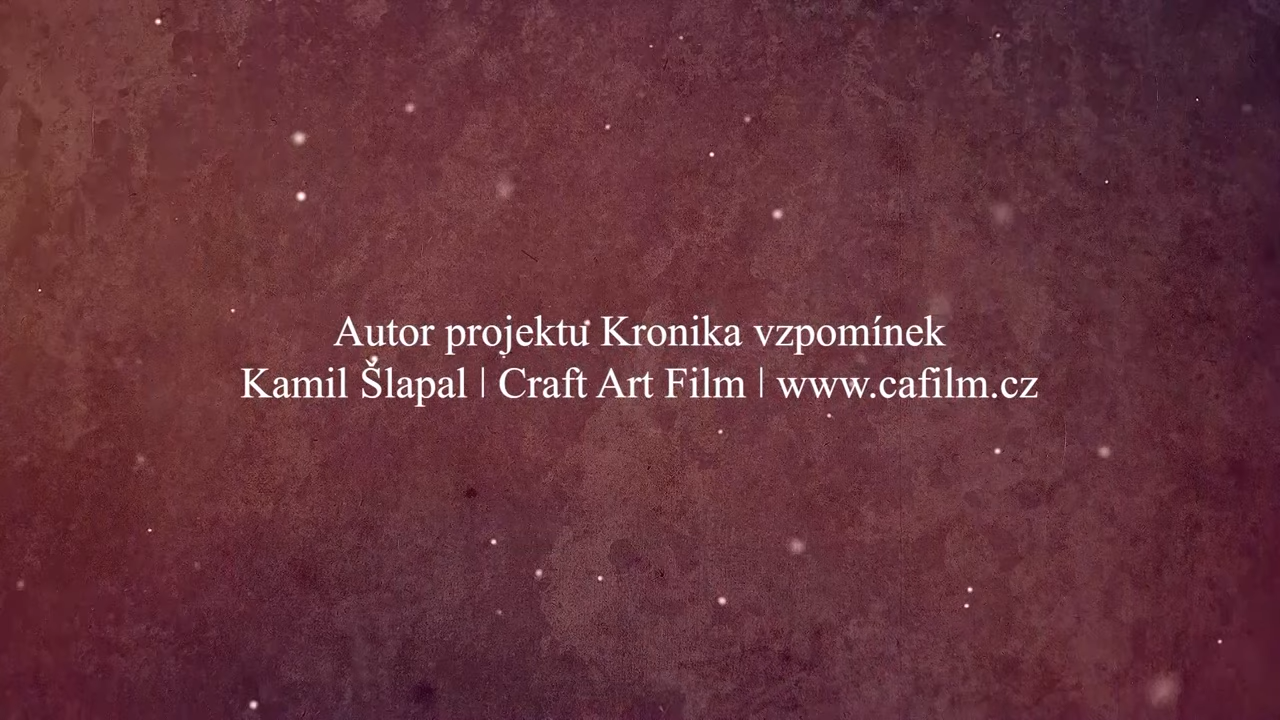 Autor projektu Kronika vzpomínek
Kamil Šlapal | Craft Art Film | www.cafilm.cz